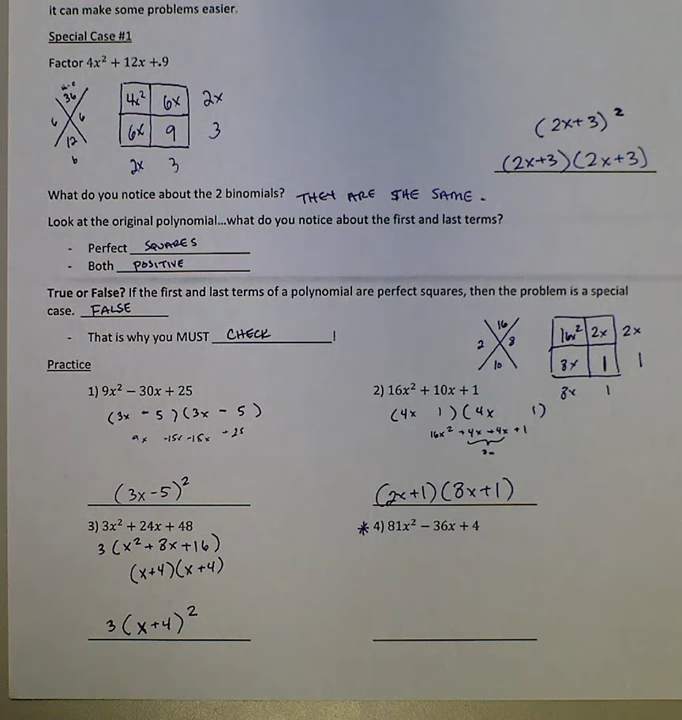 it can make some problems easier.
Special Case #1
Factor 4x² + 12x + 9
a·c
36
6 6
12
b
4x² 6x 2x
6x 9 3
2x 3
(2x+3)²
(2x+3)(2x+3)
What do you notice about the 2 binomials? THEY ARE THE SAME.
Look at the original polynomial...what do you notice about the first and last terms?
- Perfect SQUARES
- Both POSITIVE
True or False? If the first and last terms of a polynomial are perfect squares, then the problem is a special
case. FALSE
- That is why you MUST CHECK !
16
2 8
10
16x² 2x 2x
8x 1 1
8x 1
Practice
1) 9x² – 30x + 25
(3x - 5)(3x - 5)
-15x -15x + 25
(3x-5)²
2) 16x² + 10x + 1
(4x 1)(4x 1)
16x² + 4x + 4x + 1
8x
(2x+1)(8x+1)
3) 3x² + 24x + 48
3(x² + 8x + 16)
(x+4)(x+4)
3(x+4)²
* 4) 81x² – 36x + 4